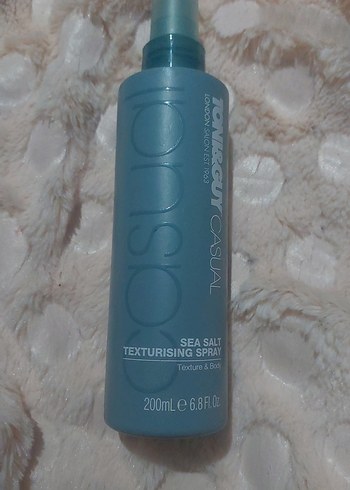 TONI&GUY CASUAL
LONDON SALON EST 1963
casual
SEA SALT
TEXTURISING SPRAY
Texture & Body
200mL ℮ 6.8 Fl.Oz.